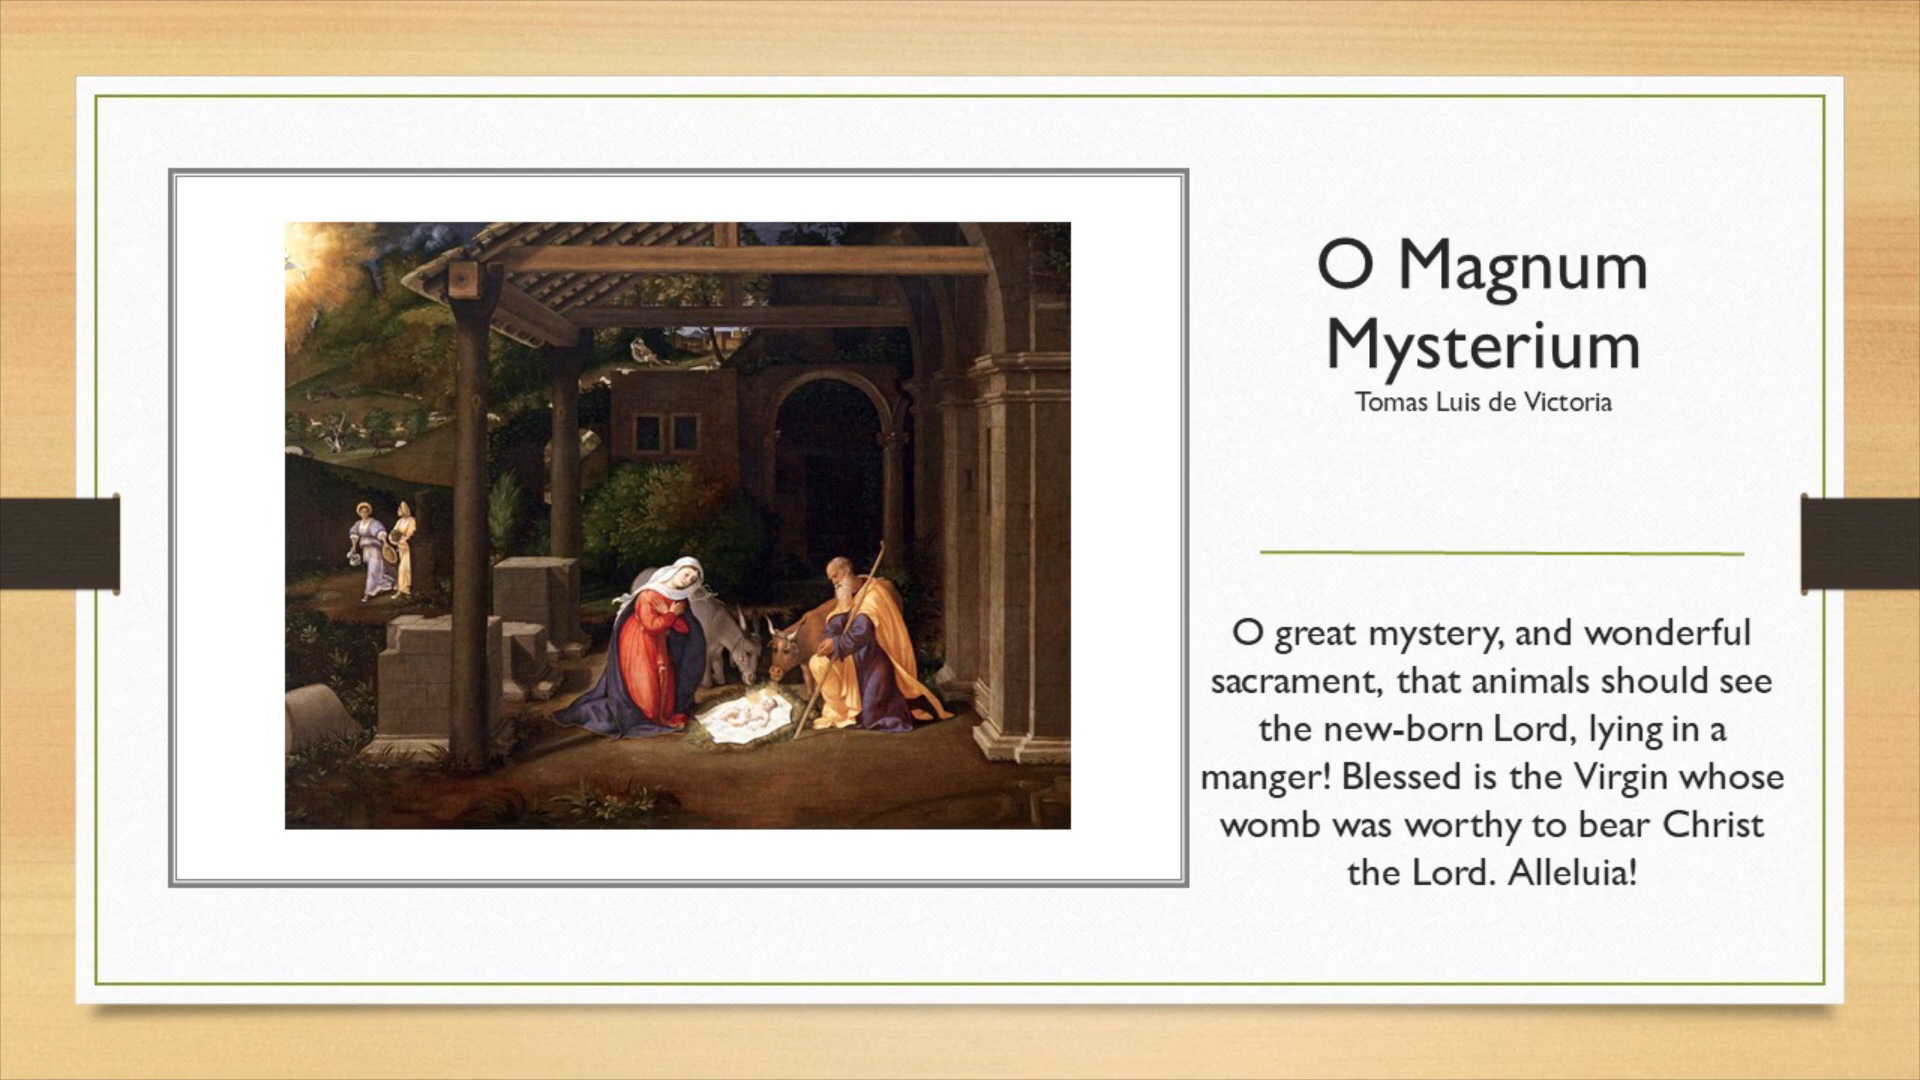 O Magnum
Mysterium
Tomas Luis de Victoria
O great mystery, and wonderful
sacrament, that animals should see
the new-born Lord, lying in a
manger! Blessed is the Virgin whose
womb was worthy to bear Christ
the Lord. Alleluia!